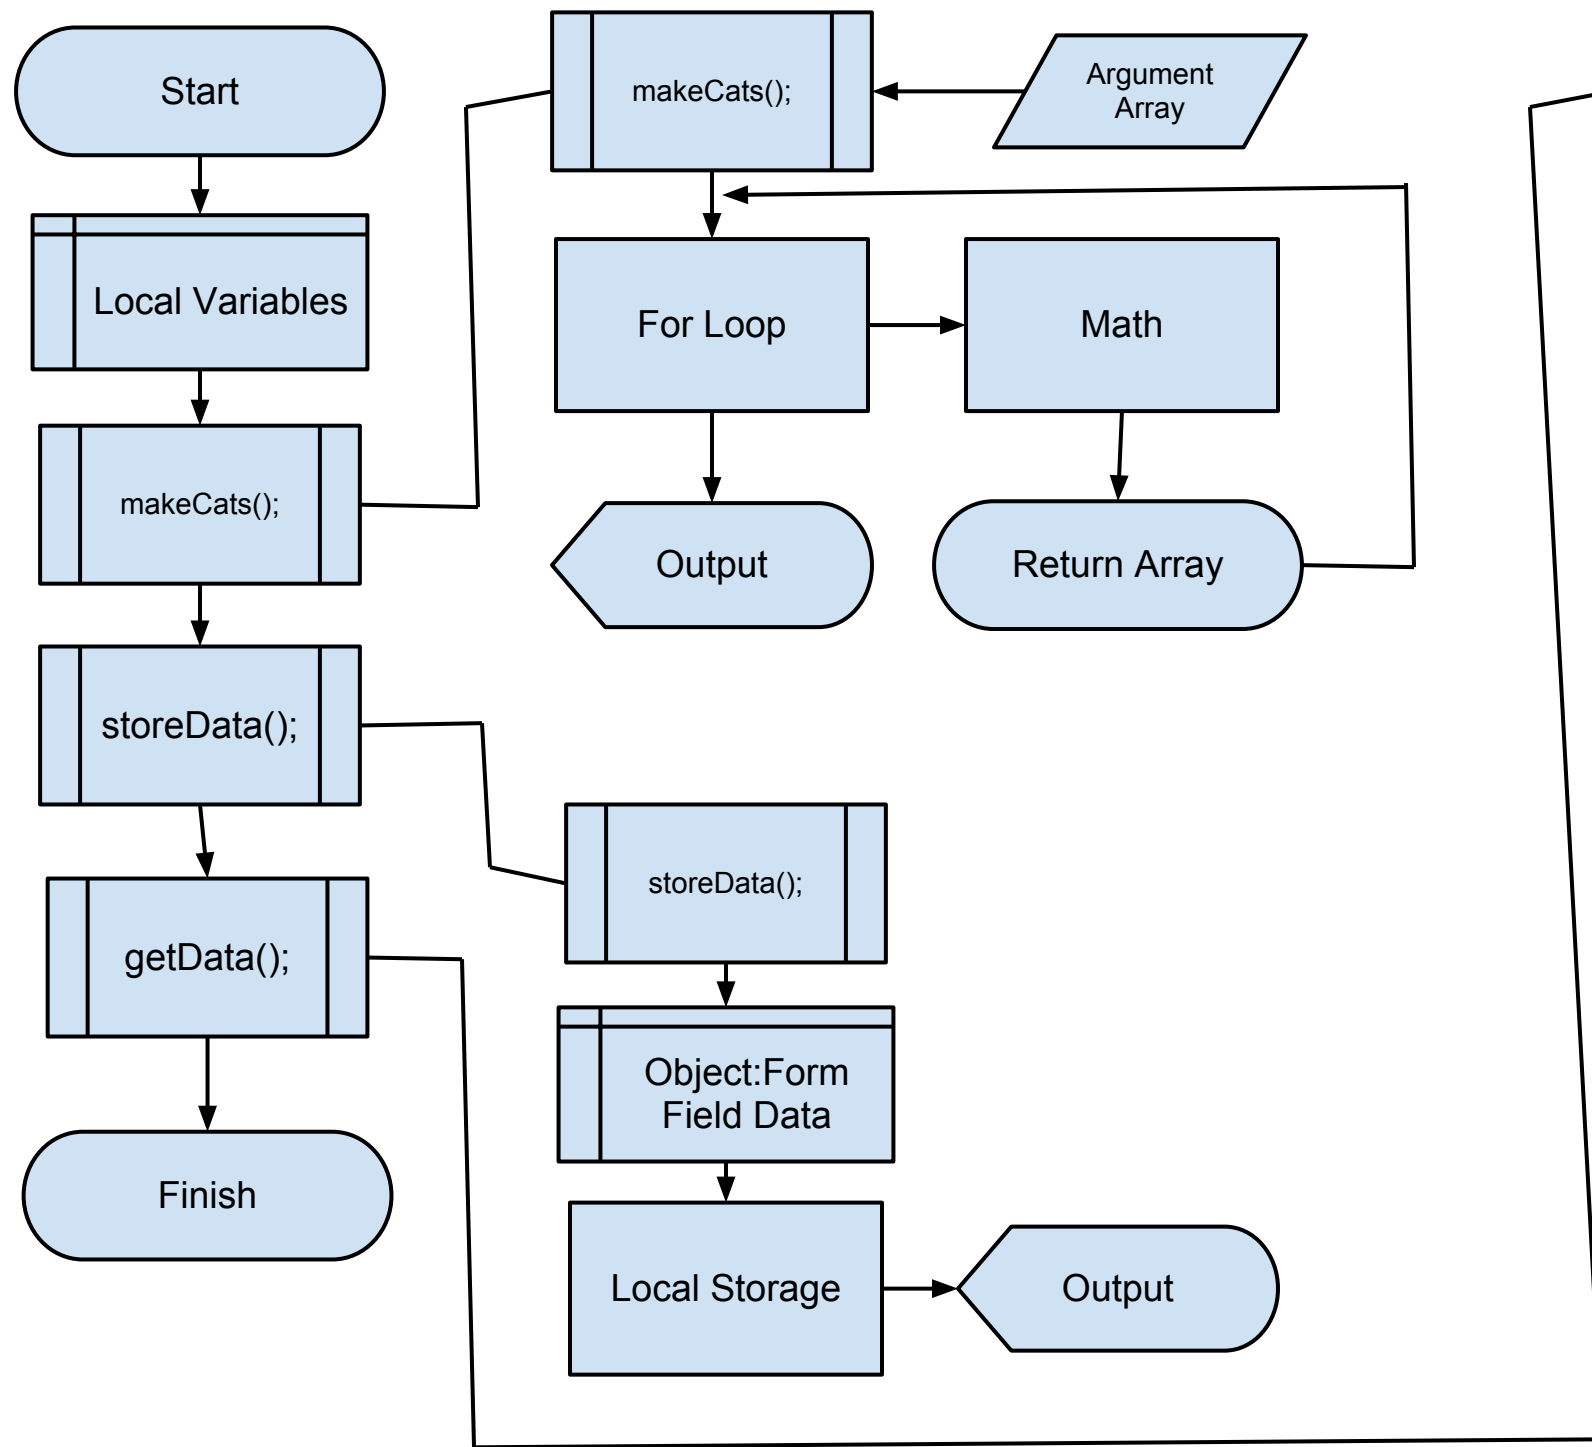 Start
Local Variables
makeCats();
storeData();
getData();
Finish
makeCats();
Argument
Array
For Loop
Math
Output
Return Array
storeData();
Object:Form
Field Data
Local Storage
Output